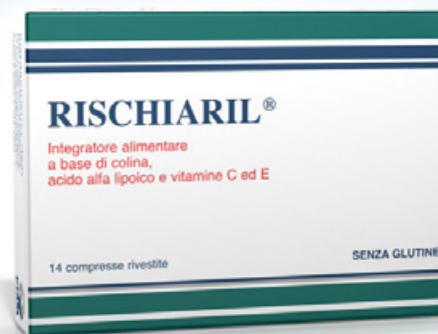 RISCHIARIL®
Integratore alimentare
a base di colina,
acido alfa lipoico e vitamine C ed E
14 compresse rivestite
SENZA GLUTINE